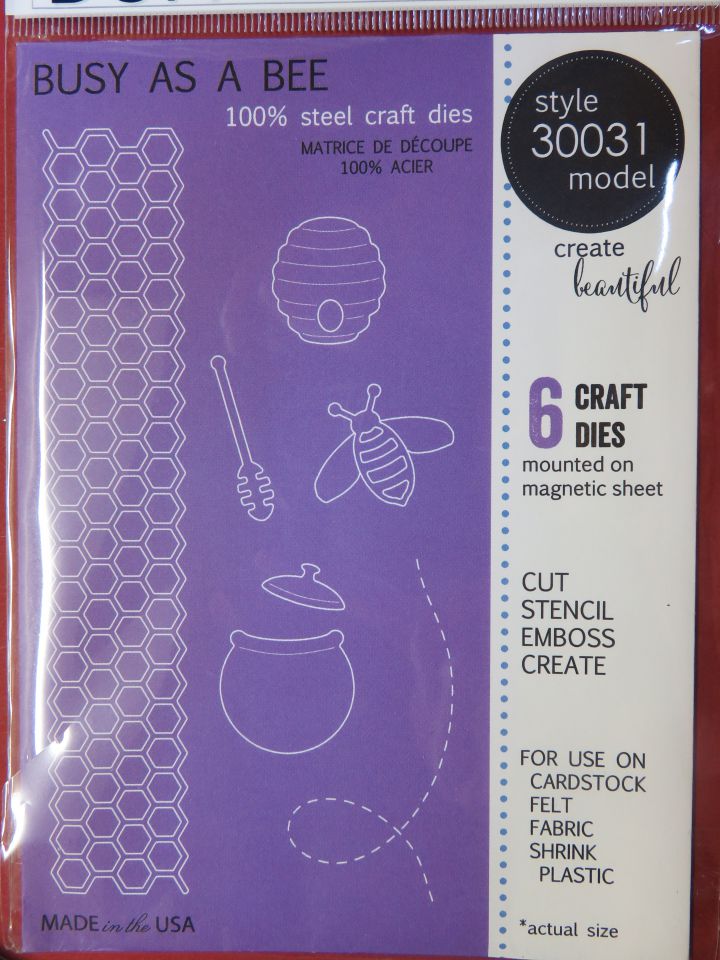 BUSY AS A BEE
100% steel craft dies
MATRICE DE DÉCOUPE
100% ACIER
style
30031
model
create
beautiful
6 CRAFT
DIES
mounted on
magnetic sheet
CUT
STENCIL
EMBOSS
CREATE
FOR USE ON
CARDSTOCK
FELT
FABRIC
SHRINK
PLASTIC
*actual size
MADE in the USA